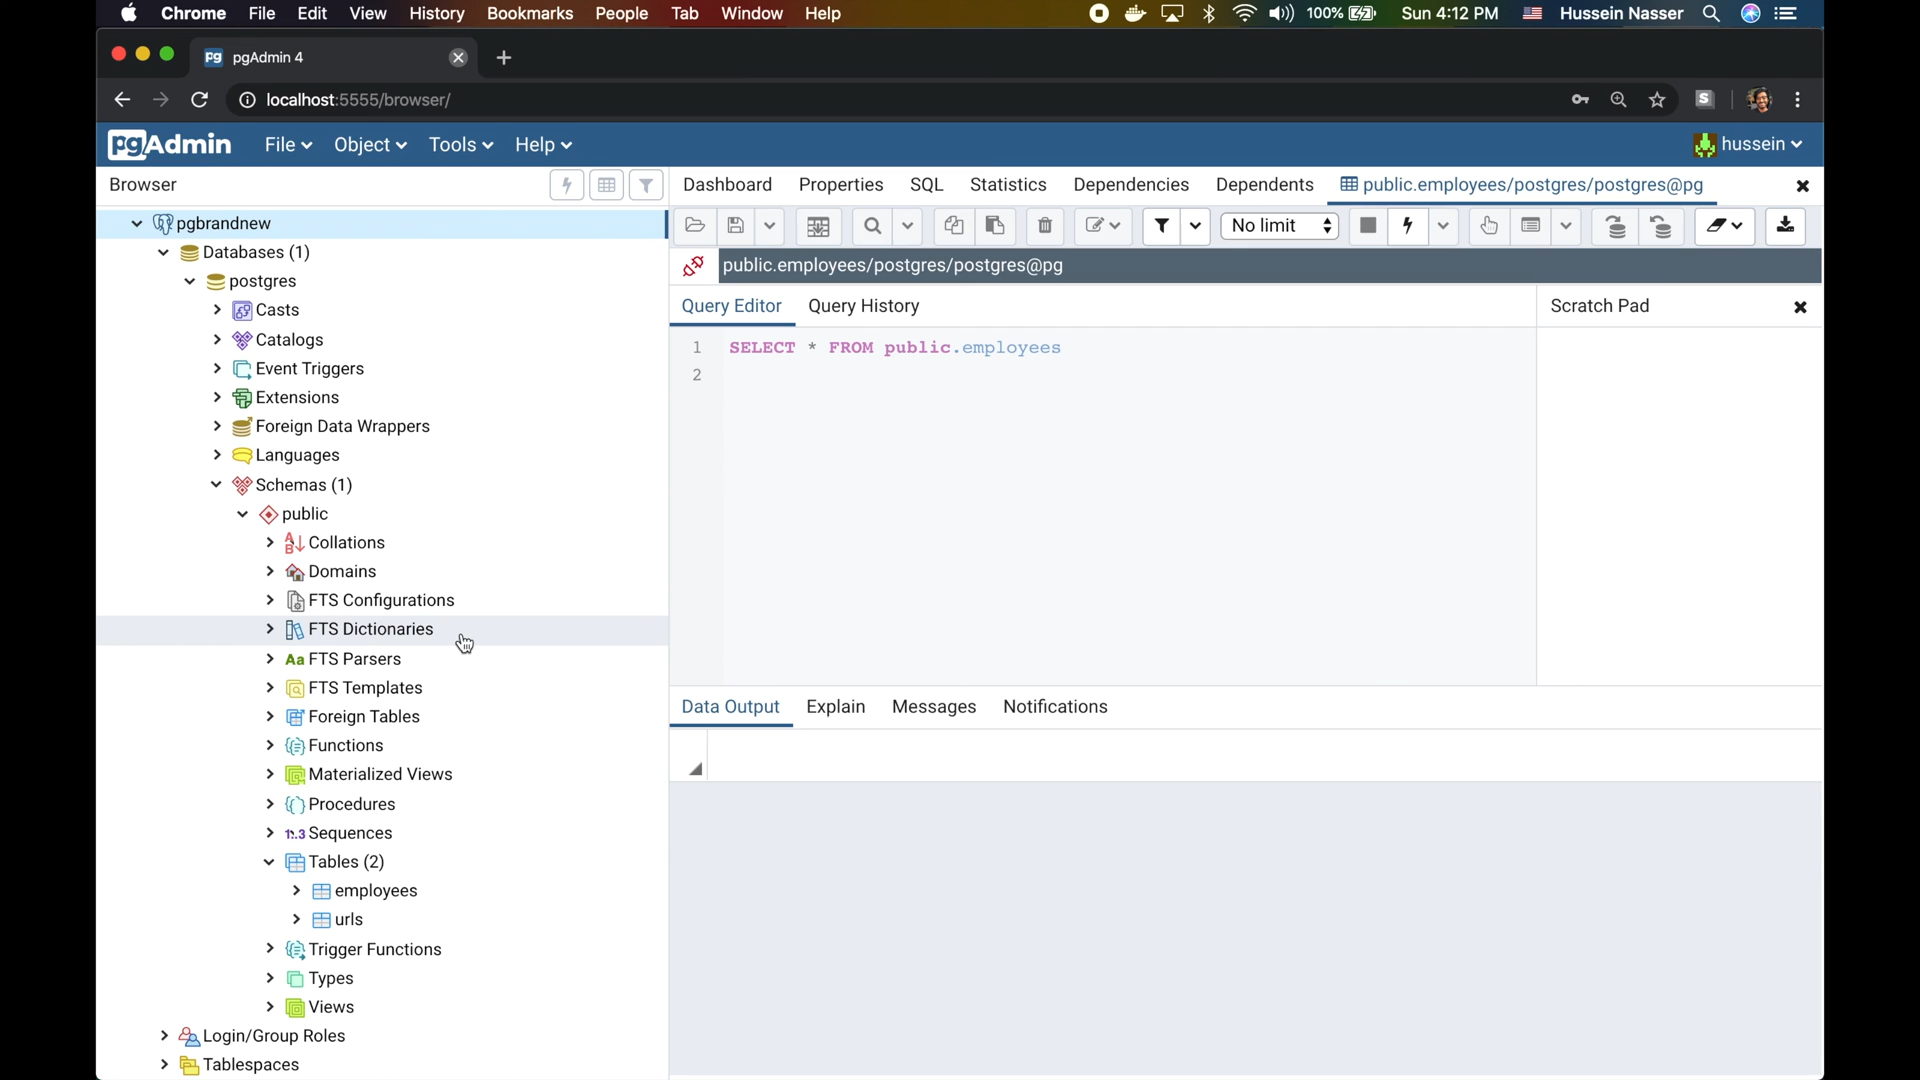 Chrome File Edit View History Bookmarks People Tab Window Help 100% Sun 4:12 PM Hussein Nasser
pgAdmin 4
localhost:5555/browser/
pgAdmin File Object Tools Help hussein
Browser
Dashboard Properties SQL Statistics Dependencies Dependents public.employees/postgres/postgres@pg
pgbrandnew
No limit
Databases (1)
public.employees/postgres/postgres@pg
postgres
Casts
Query Editor Query History Scratch Pad
Catalogs
1 SELECT * FROM public.employees
Event Triggers
2
Extensions
Foreign Data Wrappers
Languages
Schemas (1)
public
Collations
Domains
FTS Configurations
FTS Dictionaries
Aa FTS Parsers
FTS Templates
Data Output Explain Messages Notifications
Foreign Tables
Functions
Materialized Views
Procedures
1..3 Sequences
Tables (2)
employees
urls
Trigger Functions
Types
Views
Login/Group Roles
Tablespaces